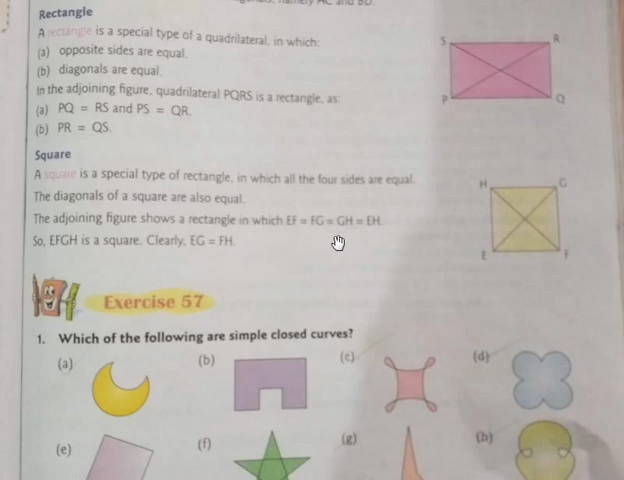 namely AC and BD.
Rectangle
A rectangle is a special type of a quadrilateral, in which:
(a) opposite sides are equal.
(b) diagonals are equal.
In the adjoining figure, quadrilateral PQRS is a rectangle, as:
(a) PQ = RS and PS = QR.
(b) PR = QS.
S R
P Q
Square
A square is a special type of rectangle, in which all the four sides are equal.
The diagonals of a square are also equal.
The adjoining figure shows a rectangle in which EF = FG = GH = EH.
So, EFGH is a square. Clearly, EG = FH.
H G
E F
Exercise 57
1. Which of the following are simple closed curves?
(a) (b) (c) (d)
(e) (f) (g) (h)